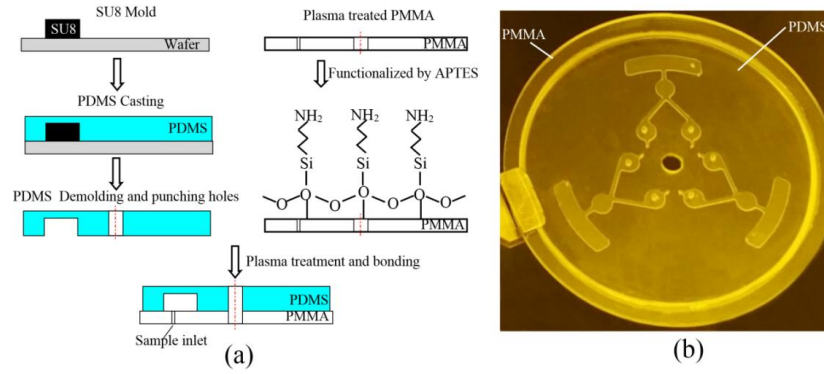 SU8 Mold
SU8
Wafer
PDMS Casting
PDMS
PDMS Demolding and punching holes
Plasma treated PMMA
PMMA
Functionalized by APTES
NH2 NH2 NH2
Si Si Si
O O O O O O O
PMMA
Plasma treatment and bonding
PDMS
PMMA
Sample inlet
(a)
PMMA
PDMS
(b)